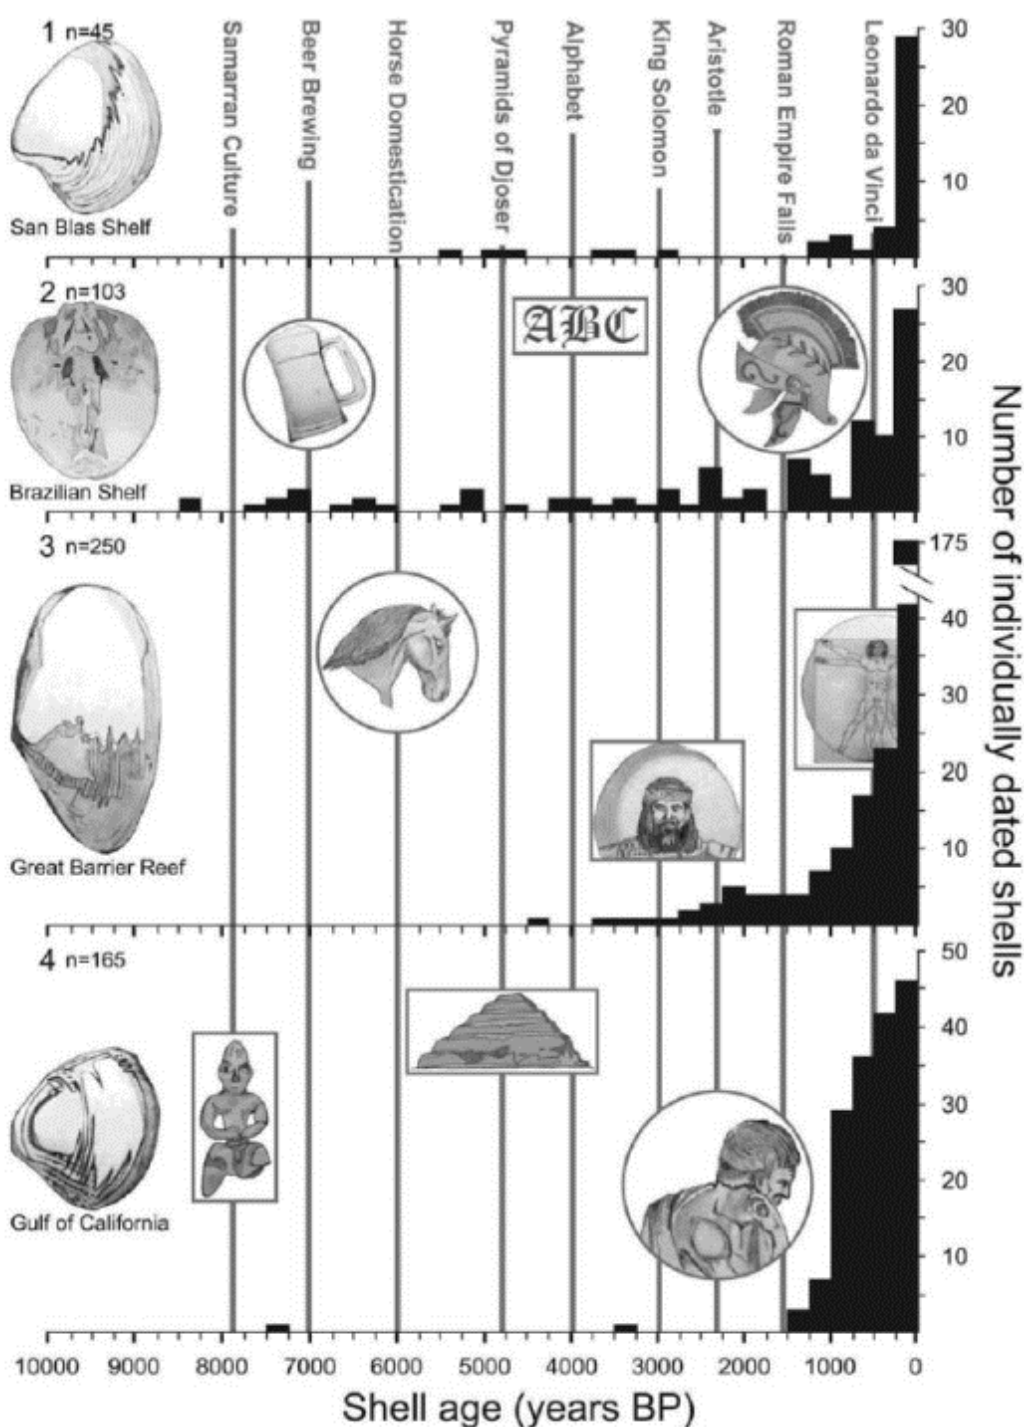 1 n=45
Samarran Culture
Beer Brewing
Horse Domestication
Pyramids of Djoser
Alphabet
King Solomon
Aristotle
Roman Empire Falls
Leonardo da Vinci
30
20
10
San Blas Shelf
2 n=103
ABC
30
20
10
Brazilian Shelf
3 n=250
175
40
30
20
10
Great Barrier Reef
4 n=165
50
40
30
20
10
Gulf of California
Number of individually dated shells
10000 9000 8000 7000 6000 5000 4000 3000 2000 1000 0
Shell age (years BP)